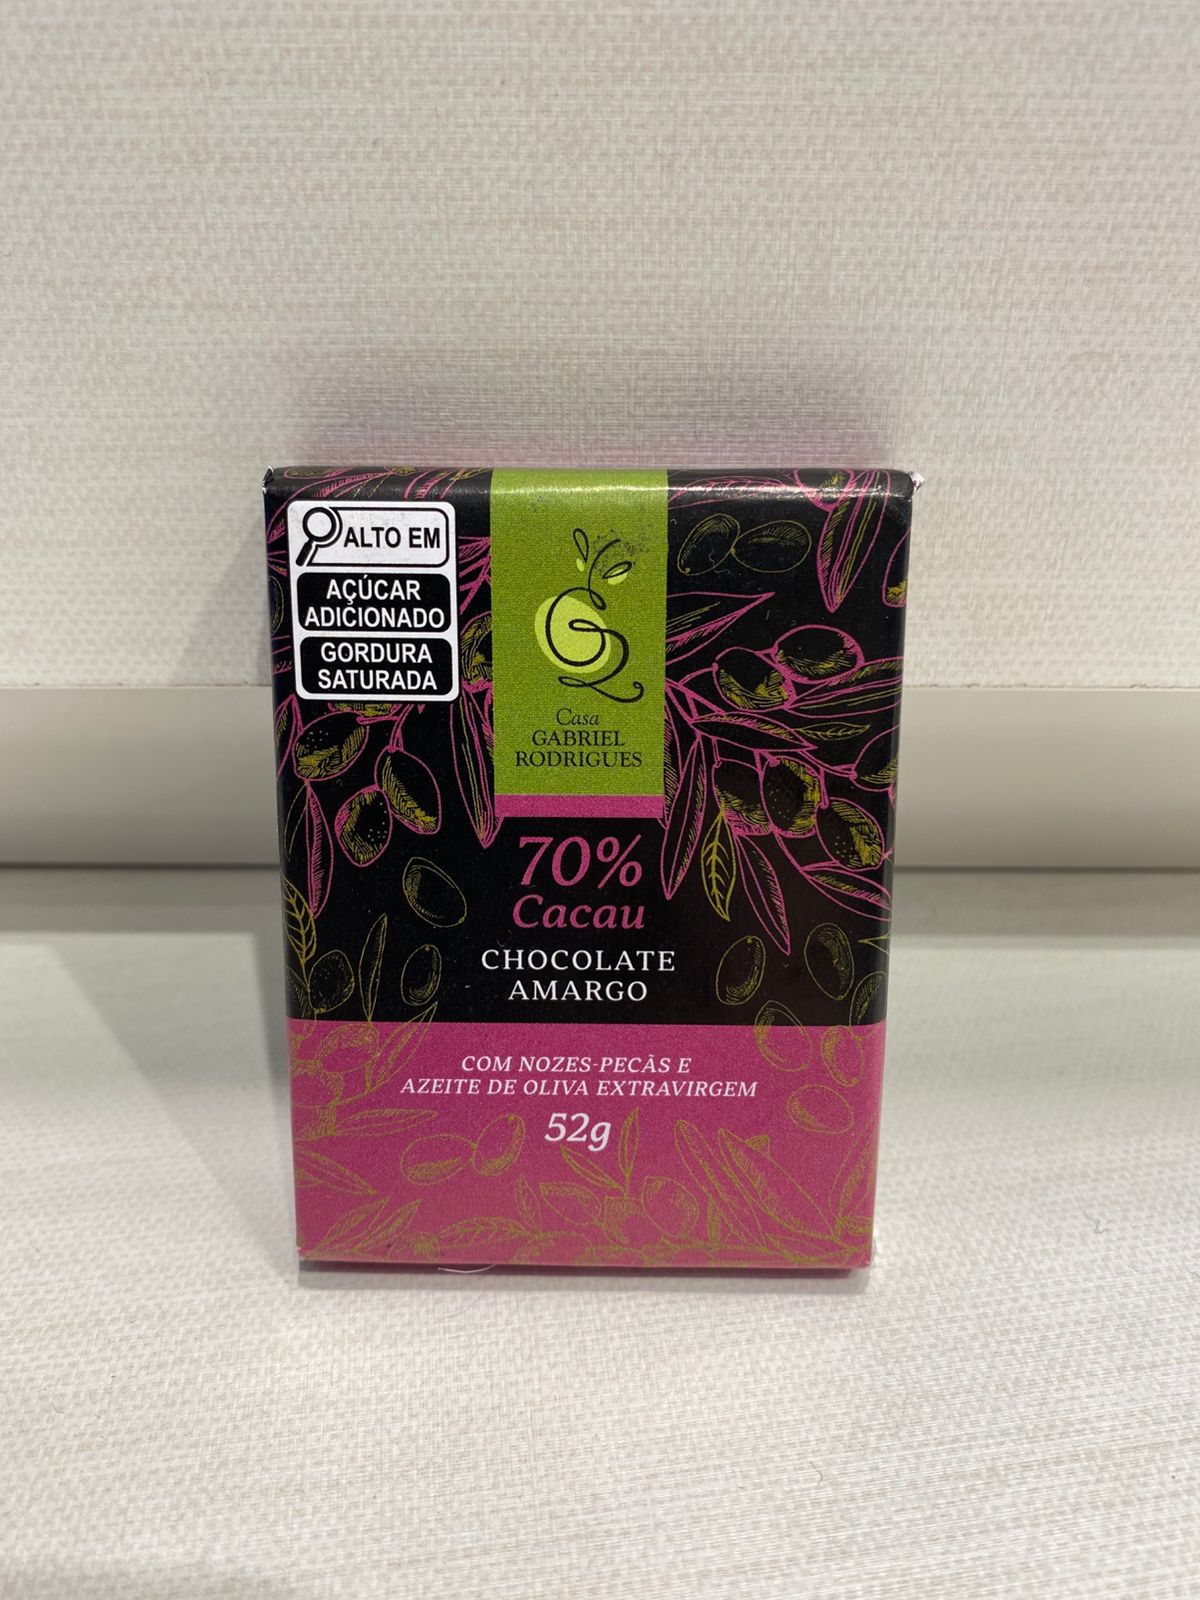 ALTO EM
AÇÚCAR
ADICIONADO
GORDURA
SATURADA
Casa
GABRIEL
RODRIGUES
70%
Cacau
CHOCOLATE
AMARGO
COM NOZES-PECÃS E
AZEITE DE OLIVA EXTRAVIRGEM
52g